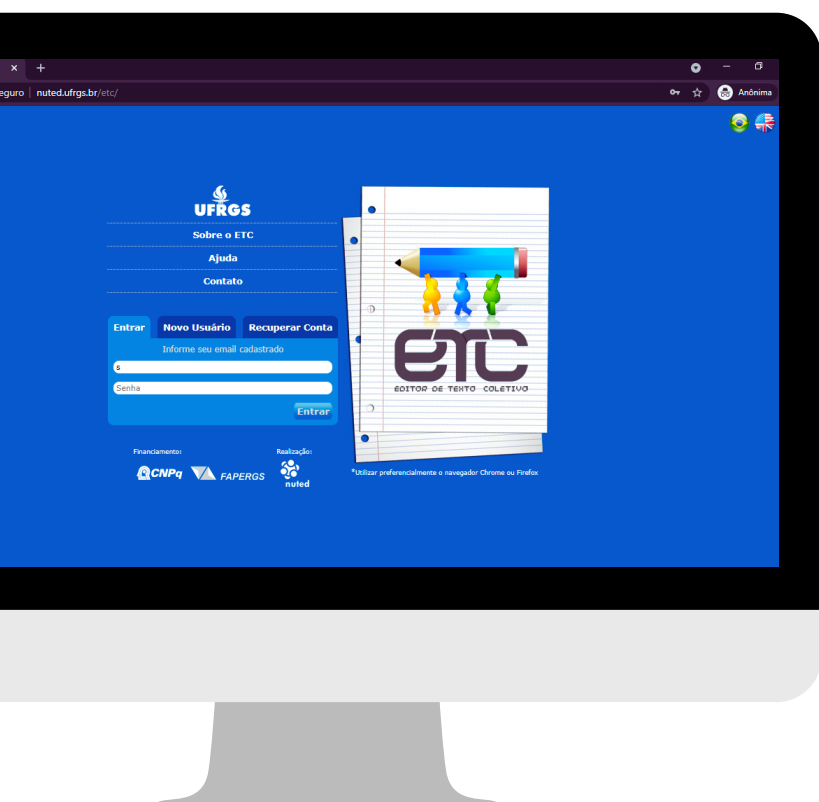 × +
eguro | nuted.ufrgs.br/etc/
Anônima
UFRGS
Sobre o ETC
Ajuda
Contato
Entrar Novo Usuário Recuperar Conta
Informe seu email cadastrado
s
Senha
Entrar
Financiamento: Realização:
CNPq FAPERGS nuted
ETC
EDITOR DE TEXTO COLETIVO
*Utilizar preferencialmente o navegador Chrome ou Firefox